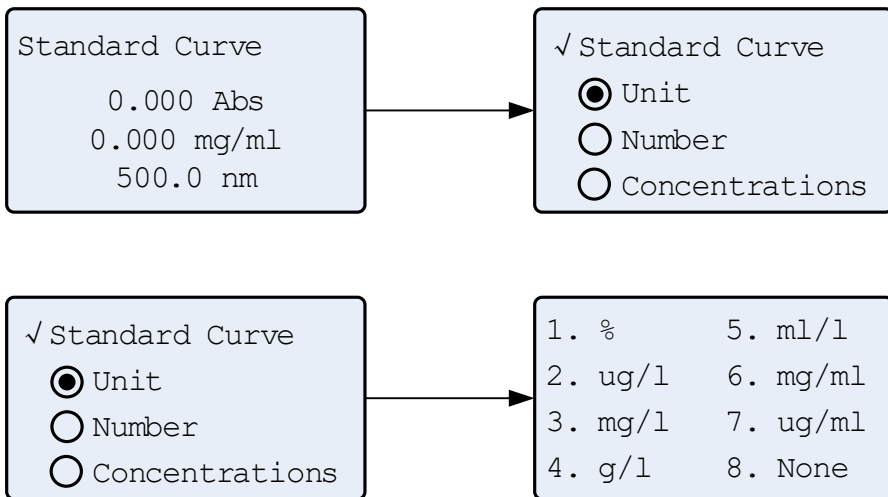 Standard Curve
0.000 Abs
0.000 mg/ml
500.0 nm
√ Standard Curve
Unit
Number
Concentrations
√ Standard Curve
Unit
Number
Concentrations
1. % 5. ml/l
2. ug/l 6. mg/ml
3. mg/l 7. ug/ml
4. g/l 8. None